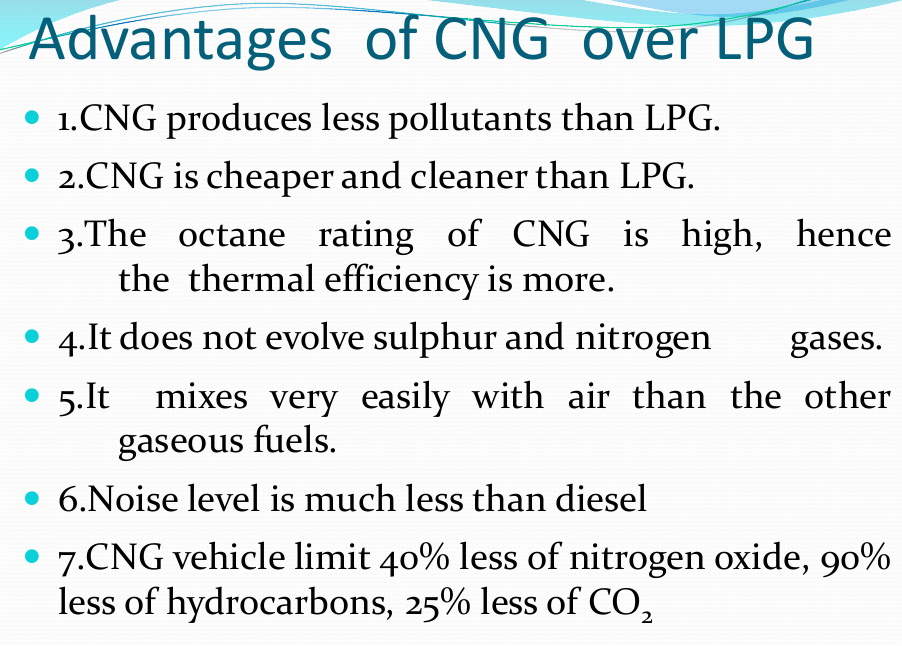 Advantages of CNG over LPG
• 1.CNG produces less pollutants than LPG.
• 2.CNG is cheaper and cleaner than LPG.
• 3.The octane rating of CNG is high, hence
the thermal efficiency is more.
• 4.It does not evolve sulphur and nitrogen gases.
• 5.It mixes very easily with air than the other
gaseous fuels.
• 6.Noise level is much less than diesel
• 7.CNG vehicle limit 40% less of nitrogen oxide, 90%
less of hydrocarbons, 25% less of CO₂